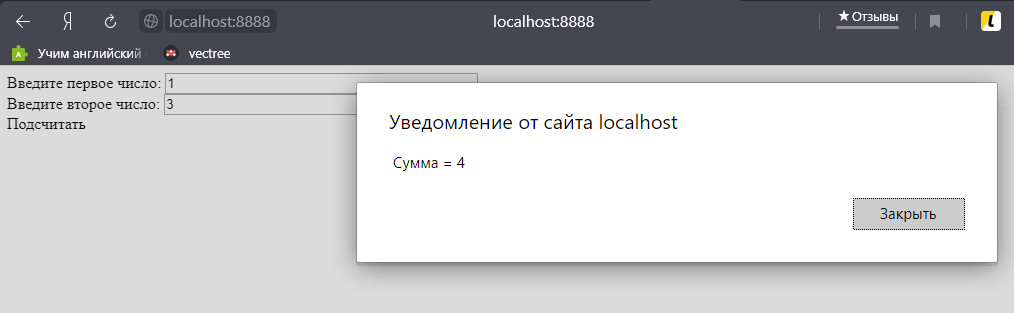 Я localhost:8888 localhost:8888 ★ Отзывы
Учим английский vectree
Введите первое число: 1
Введите второе число: 3
Подсчитать
Уведомление от сайта localhost
Сумма = 4
Закрыть